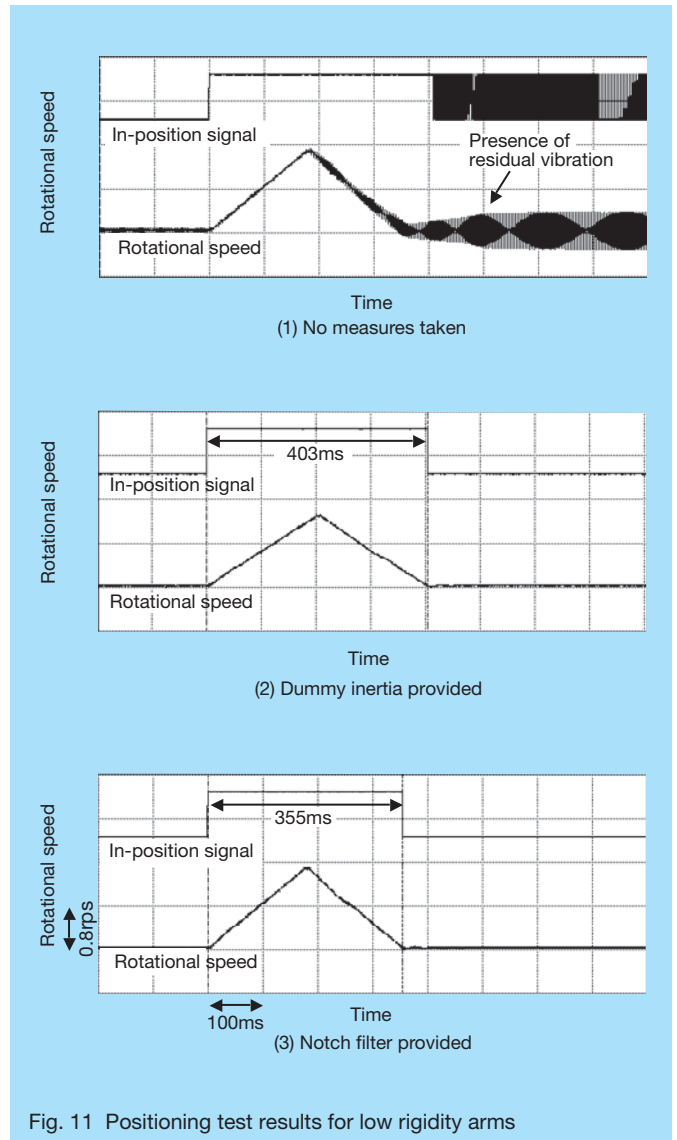 Rotational speed
In-position signal
Presence of
residual vibration
Rotational speed
Time
(1) No measures taken
Rotational speed
403ms
In-position signal
Rotational speed
Time
(2) Dummy inertia provided
Rotational speed
0.8rps
355ms
In-position signal
Rotational speed
100ms
Time
(3) Notch filter provided
Fig. 11 Positioning test results for low rigidity arms